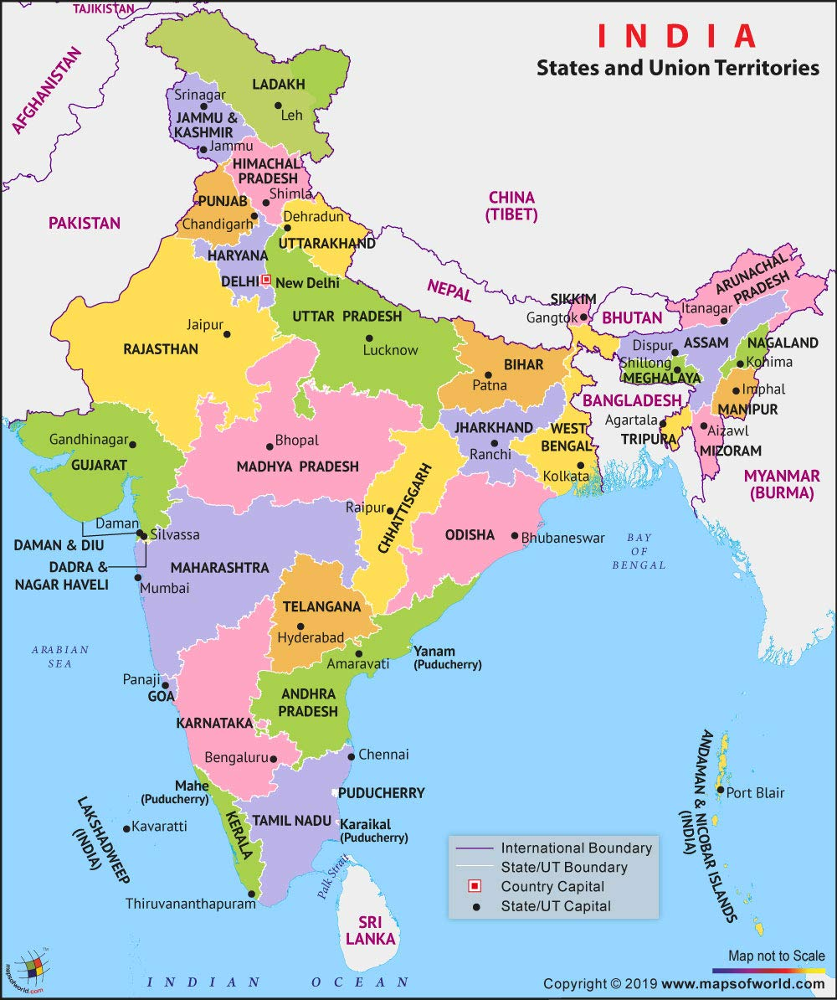 TAJIKISTAN
INDIA
States and Union Territories
AFGHANISTAN
LADAKH
Leh
Srinagar
JAMMU &
KASHMIR
Jammu
HIMACHAL
PRADESH
Shimla
PUNJAB
Chandigarh
Dehradun
UTTARAKHAND
CHINA
(TIBET)
PAKISTAN
HARYANA
DELHI
New Delhi
NEPAL
SIKKIM
Gangtok
BHUTAN
ARUNACHAL
PRADESH
Itanagar
UTTAR PRADESH
Lucknow
Jaipur
RAJASTHAN
BIHAR
Patna
Dispur
ASSAM
NAGALAND
Kohima
Shillong
MEGHALAYA
Imphal
MANIPUR
BANGLADESH
Agartala
TRIPURA
Aizawl
MIZORAM
MYANMAR
(BURMA)
Gandhinagar
GUJARAT
Bhopal
MADHYA PRADESH
JHARKHAND
Ranchi
WEST
BENGAL
Kolkata
Raipur
CHHATTISGARH
ODISHA
Bhubaneswar
BAY
OF
BENGAL
Daman
Silvassa
DAMAN & DIU
DADRA &
NAGAR HAVELI
MAHARASHTRA
Mumbai
TELANGANA
Hyderabad
ARABIAN
SEA
Amaravati
Yanam
(Puducherry)
Panaji
GOA
ANDHRA
PRADESH
KARNATAKA
Bengaluru
Chennai
Mahe
(Puducherry)
PUDUCHERRY
KERALA
TAMIL NADU
Karaikal
(Puducherry)
LAKSHADWEEP
(INDIA)
Kavaratti
Thiruvananthapuram
Palk Strait
SRI
LANKA
ANDAMAN & NICOBAR ISLANDS
(INDIA)
Port Blair
International Boundary
State/UT Boundary
Country Capital
State/UT Capital
INDIAN OCEAN
Map not to Scale
Copyright © 2019 www.mapsofworld.com
mapsofworld.com
TM